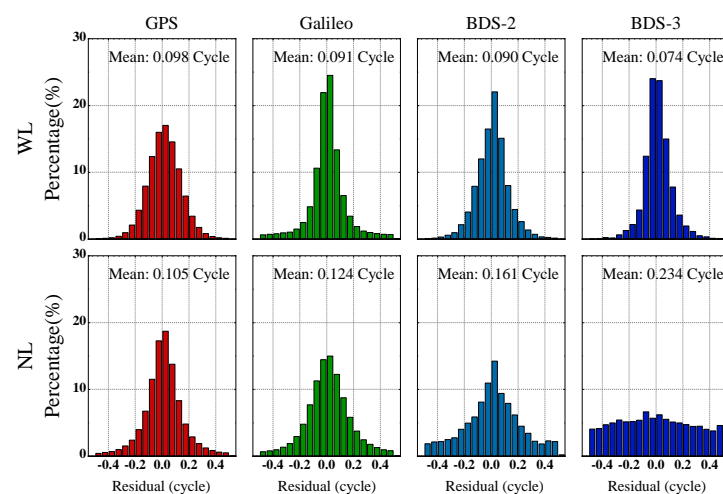 GPS Galileo BDS-2 BDS-3
30 Mean: 0.098 Cycle Mean: 0.091 Cycle Mean: 0.090 Cycle Mean: 0.074 Cycle
20
WL
Percentage(%)
10
0
30 Mean: 0.105 Cycle Mean: 0.124 Cycle Mean: 0.161 Cycle Mean: 0.234 Cycle
20
NL
Percentage(%)
10
0
-0.4 -0.2 0.0 0.2 0.4 -0.4 -0.2 0.0 0.2 0.4 -0.4 -0.2 0.0 0.2 0.4 -0.4 -0.2 0.0 0.2 0.4
Residual (cycle) Residual (cycle) Residual (cycle) Residual (cycle)